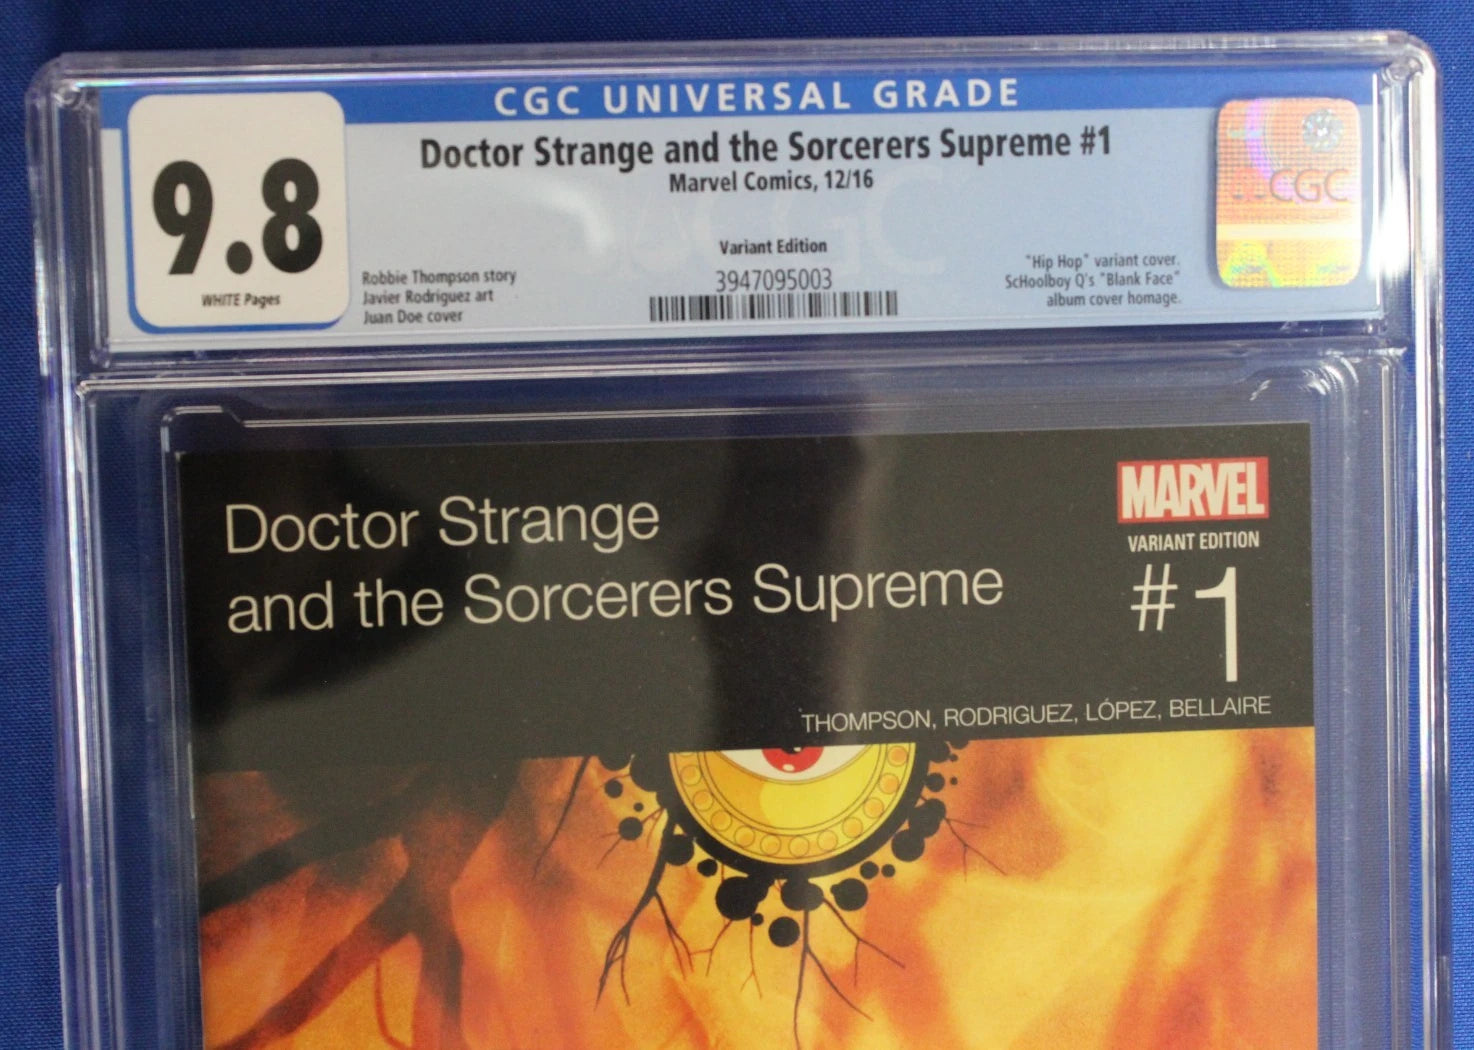 CGC UNIVERSAL GRADE
9.8
WHITE Pages
Doctor Strange and the Sorcerers Supreme #1
Marvel Comics, 12/16
Variant Edition
3947095003
Robbie Thompson story
Javier Rodriguez art
Juan Doe cover
"Hip Hop" variant cover.
ScHoolboy Q's "Blank Face"
album cover homage.
CGC
Doctor Strange
and the Sorcerers Supreme
MARVEL
VARIANT EDITION
#1
THOMPSON, RODRIGUEZ, LÓPEZ, BELLAIRE